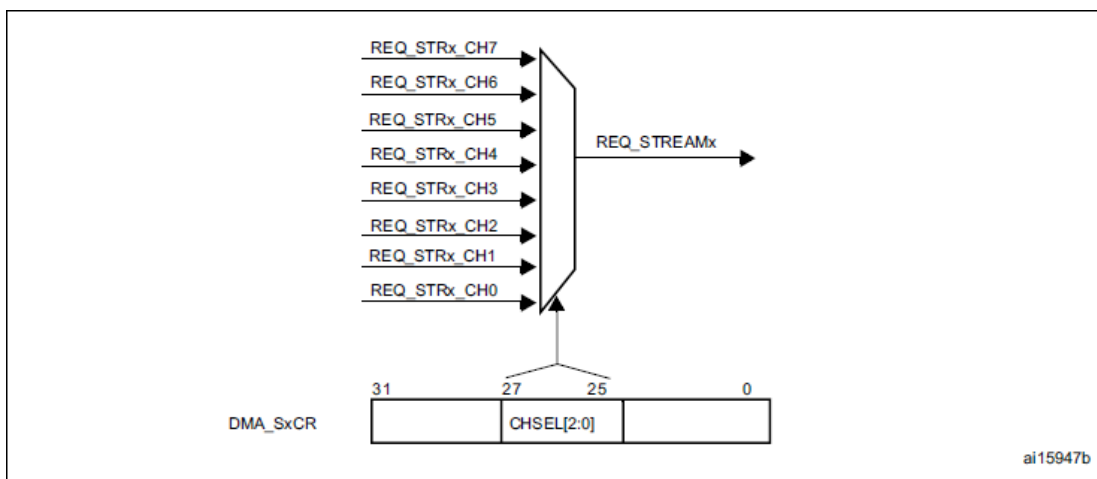 REQ_STRx_CH7
REQ_STRx_CH6
REQ_STRx_CH5
REQ_STRx_CH4
REQ_STREAMx
REQ_STRx_CH3
REQ_STRx_CH2
REQ_STRx_CH1
REQ_STRx_CH0
31 27 25 0
DMA_SxCR CHSEL[2:0]
ai15947b